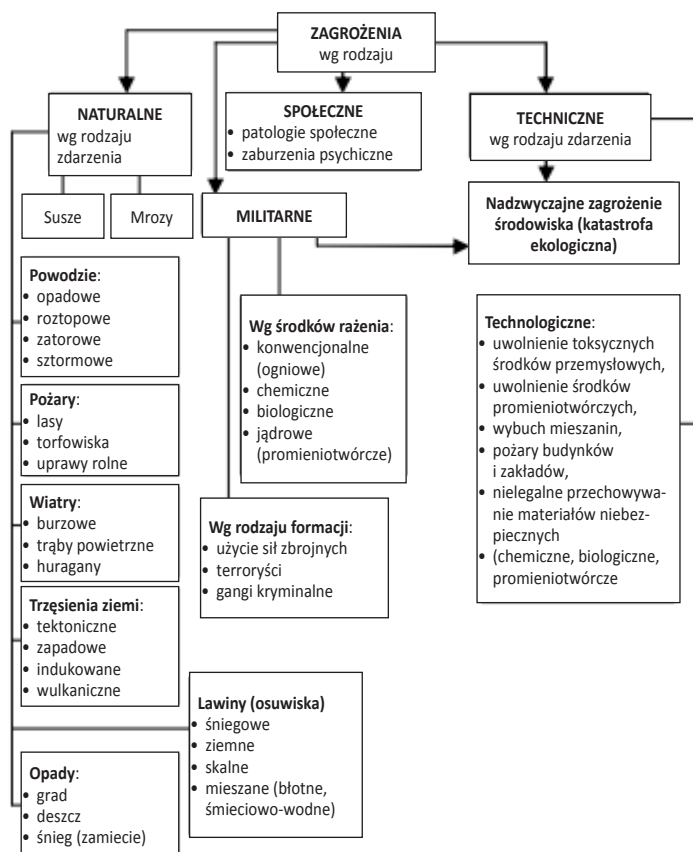 ZAGROŻENIA
wg rodzaju
NATURALNE
wg rodzaju
zdarzenia
SPOŁECZNE
• patologie społeczne
• zaburzenia psychiczne
TECHNICZNE
wg rodzaju zdarzenia
Susze
Mrozy
MILITARNE
Nadzwyczajne zagrożenie
środowiska (katastrofa
ekologiczna)
Powodzie:
• opadowe
• roztopowe
• zatorowe
• sztormowe
Wg środków rażenia:
• konwencjonalne
(ogniowe)
• chemiczne
• biologiczne
• jądrowe
(promieniotwórcze)
Technologiczne:
• uwolnienie toksycznych
środków przemysłowych,
• uwolnienie środków
promieniotwórczych,
• wybuch mieszanin,
• pożary budynków
i zakładów,
• nielegalne przechowywa-
nie materiałów niebez-
piecznych
• (chemiczne, biologiczne,
promieniotwórcze
Pożary:
• lasy
• torfowiska
• uprawy rolne
Wiatry:
• burzowe
• trąby powietrzne
• huragany
Wg rodzaju formacji:
• użycie sił zbrojnych
• terroryści
• gangi kryminalne
Trzęsienia ziemi:
• tektoniczne
• zapadowe
• indukowane
• wulkaniczne
Lawiny (osuwiska)
• śniegowe
• ziemne
• skalne
• mieszane (błotne,
śmieciowo-wodne)
Opady:
• grad
• deszcz
• śnieg (zamiecie)